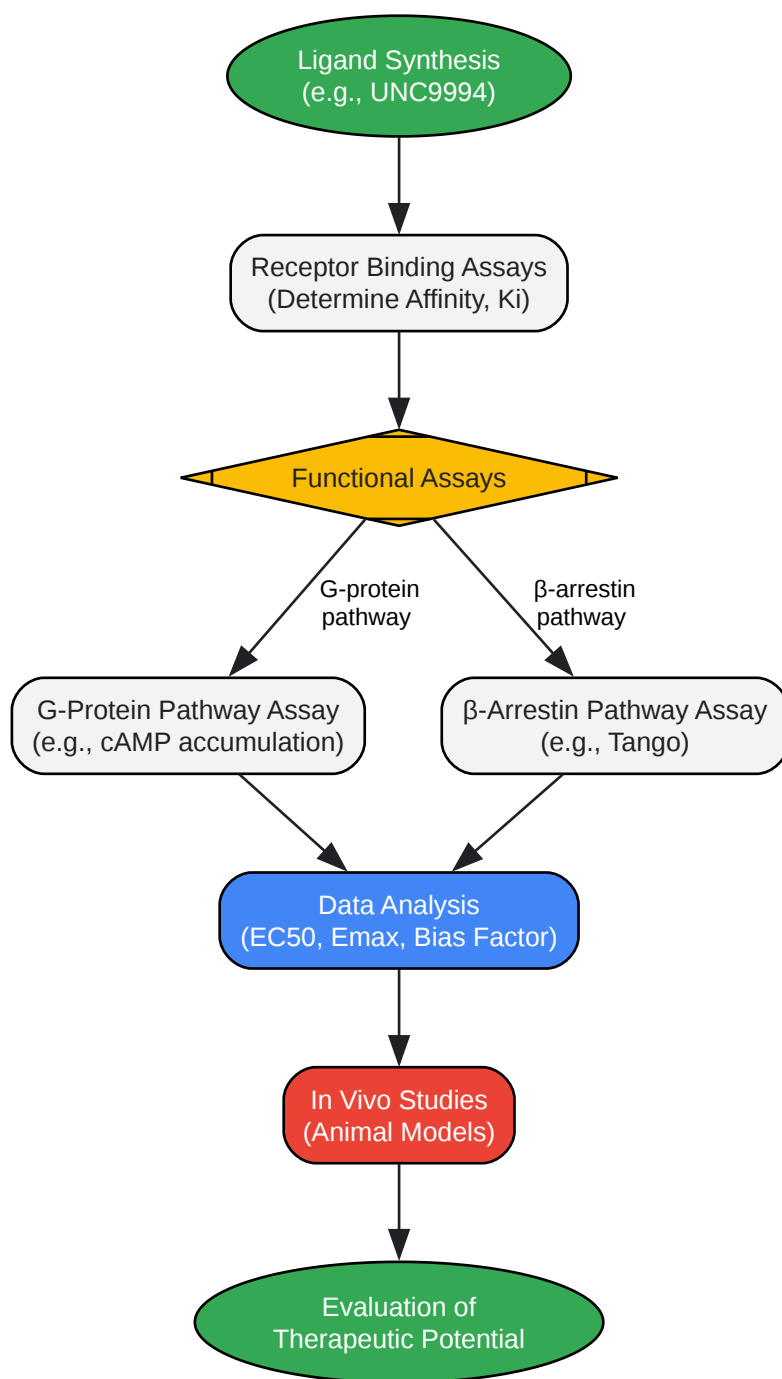 Ligand Synthesis
(e.g., UNC9994)
Receptor Binding Assays
(Determine Affinity, Ki)
Functional Assays
G-protein
pathway
β-arrestin
pathway
G-Protein Pathway Assay
(e.g., cAMP accumulation)
β-Arrestin Pathway Assay
(e.g., Tango)
Data Analysis
(EC50, Emax, Bias Factor)
In Vivo Studies
(Animal Models)
Evaluation of
Therapeutic Potential